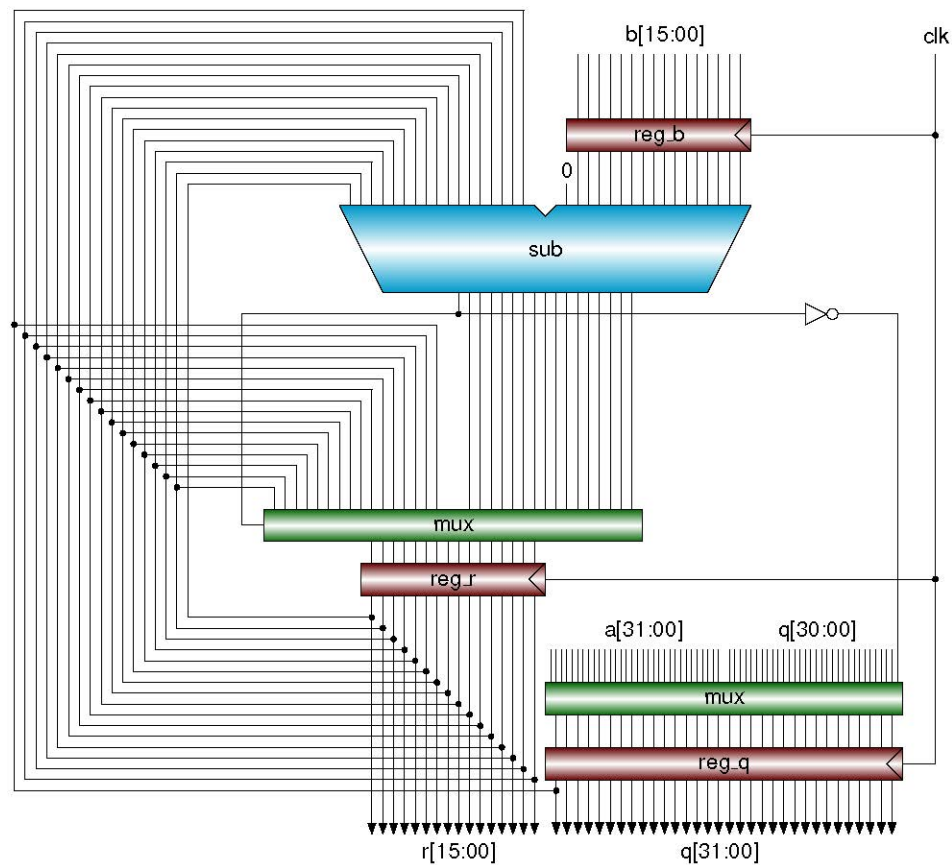 b[15:00]
clk
reg_b
0
sub
mux
reg_r
a[31:00]
q[30:00]
mux
reg_q
r[15:00]
q[31:00]